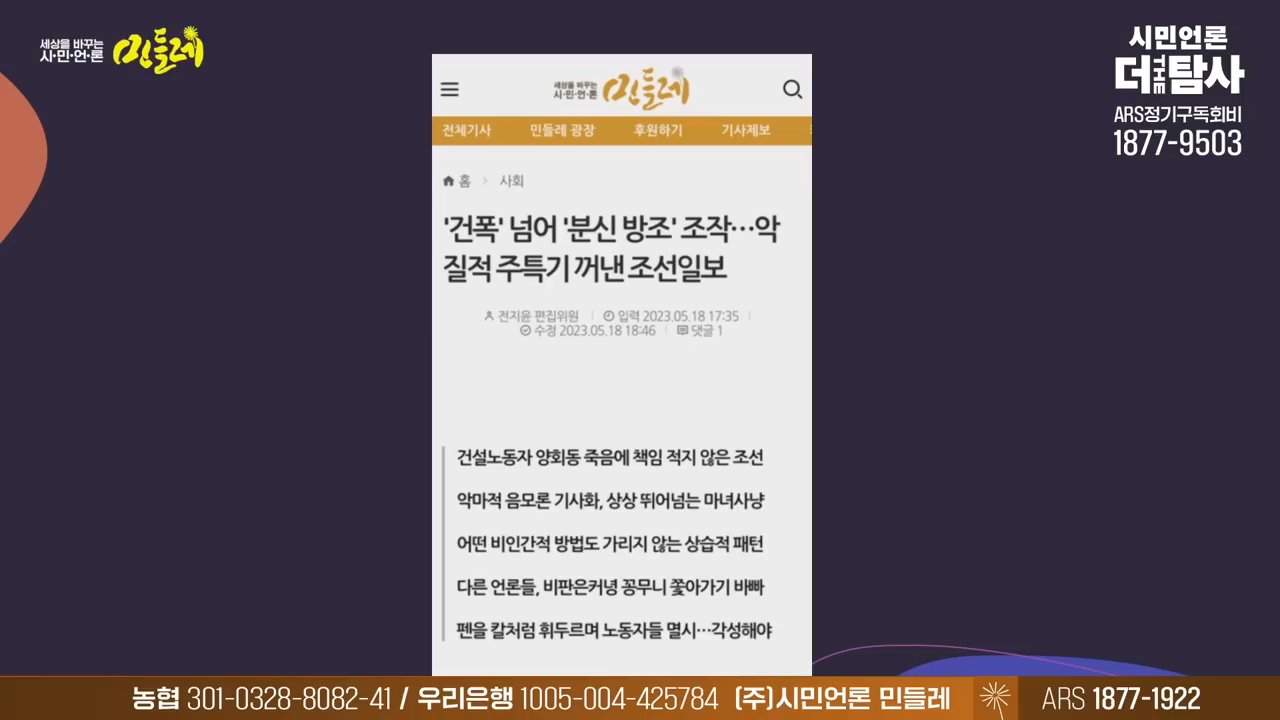 세상을 바꾸는
시·민·언·론 민들레
시민언론
더탐사
ARS정기구독회비
1877-9503
세상을 바꾸는
시·민·언·론 민들레
전체기사 민들레 광장 후원하기 기사제보
홈 > 사회
'건폭' 넘어 '분신 방조' 조작…악
질적 주특기 꺼낸 조선일보
전지윤 편집위원 입력 2023.05.18 17:35
수정 2023.05.18 18:46 댓글 1
건설노동자 양회동 죽음에 책임 적지 않은 조선
악마적 음모론 기사화, 상상 뛰어넘는 마녀사냥
어떤 비인간적 방법도 가리지 않는 상습적 패턴
다른 언론들, 비판은커녕 꽁무니 쫓아가기 바빠
펜을 칼처럼 휘두르며 노동자들 멸시…각성해야
농협 301-0328-8082-41 / 우리은행 1005-004-425784 (주)시민언론 민들레 ARS 1877-1922